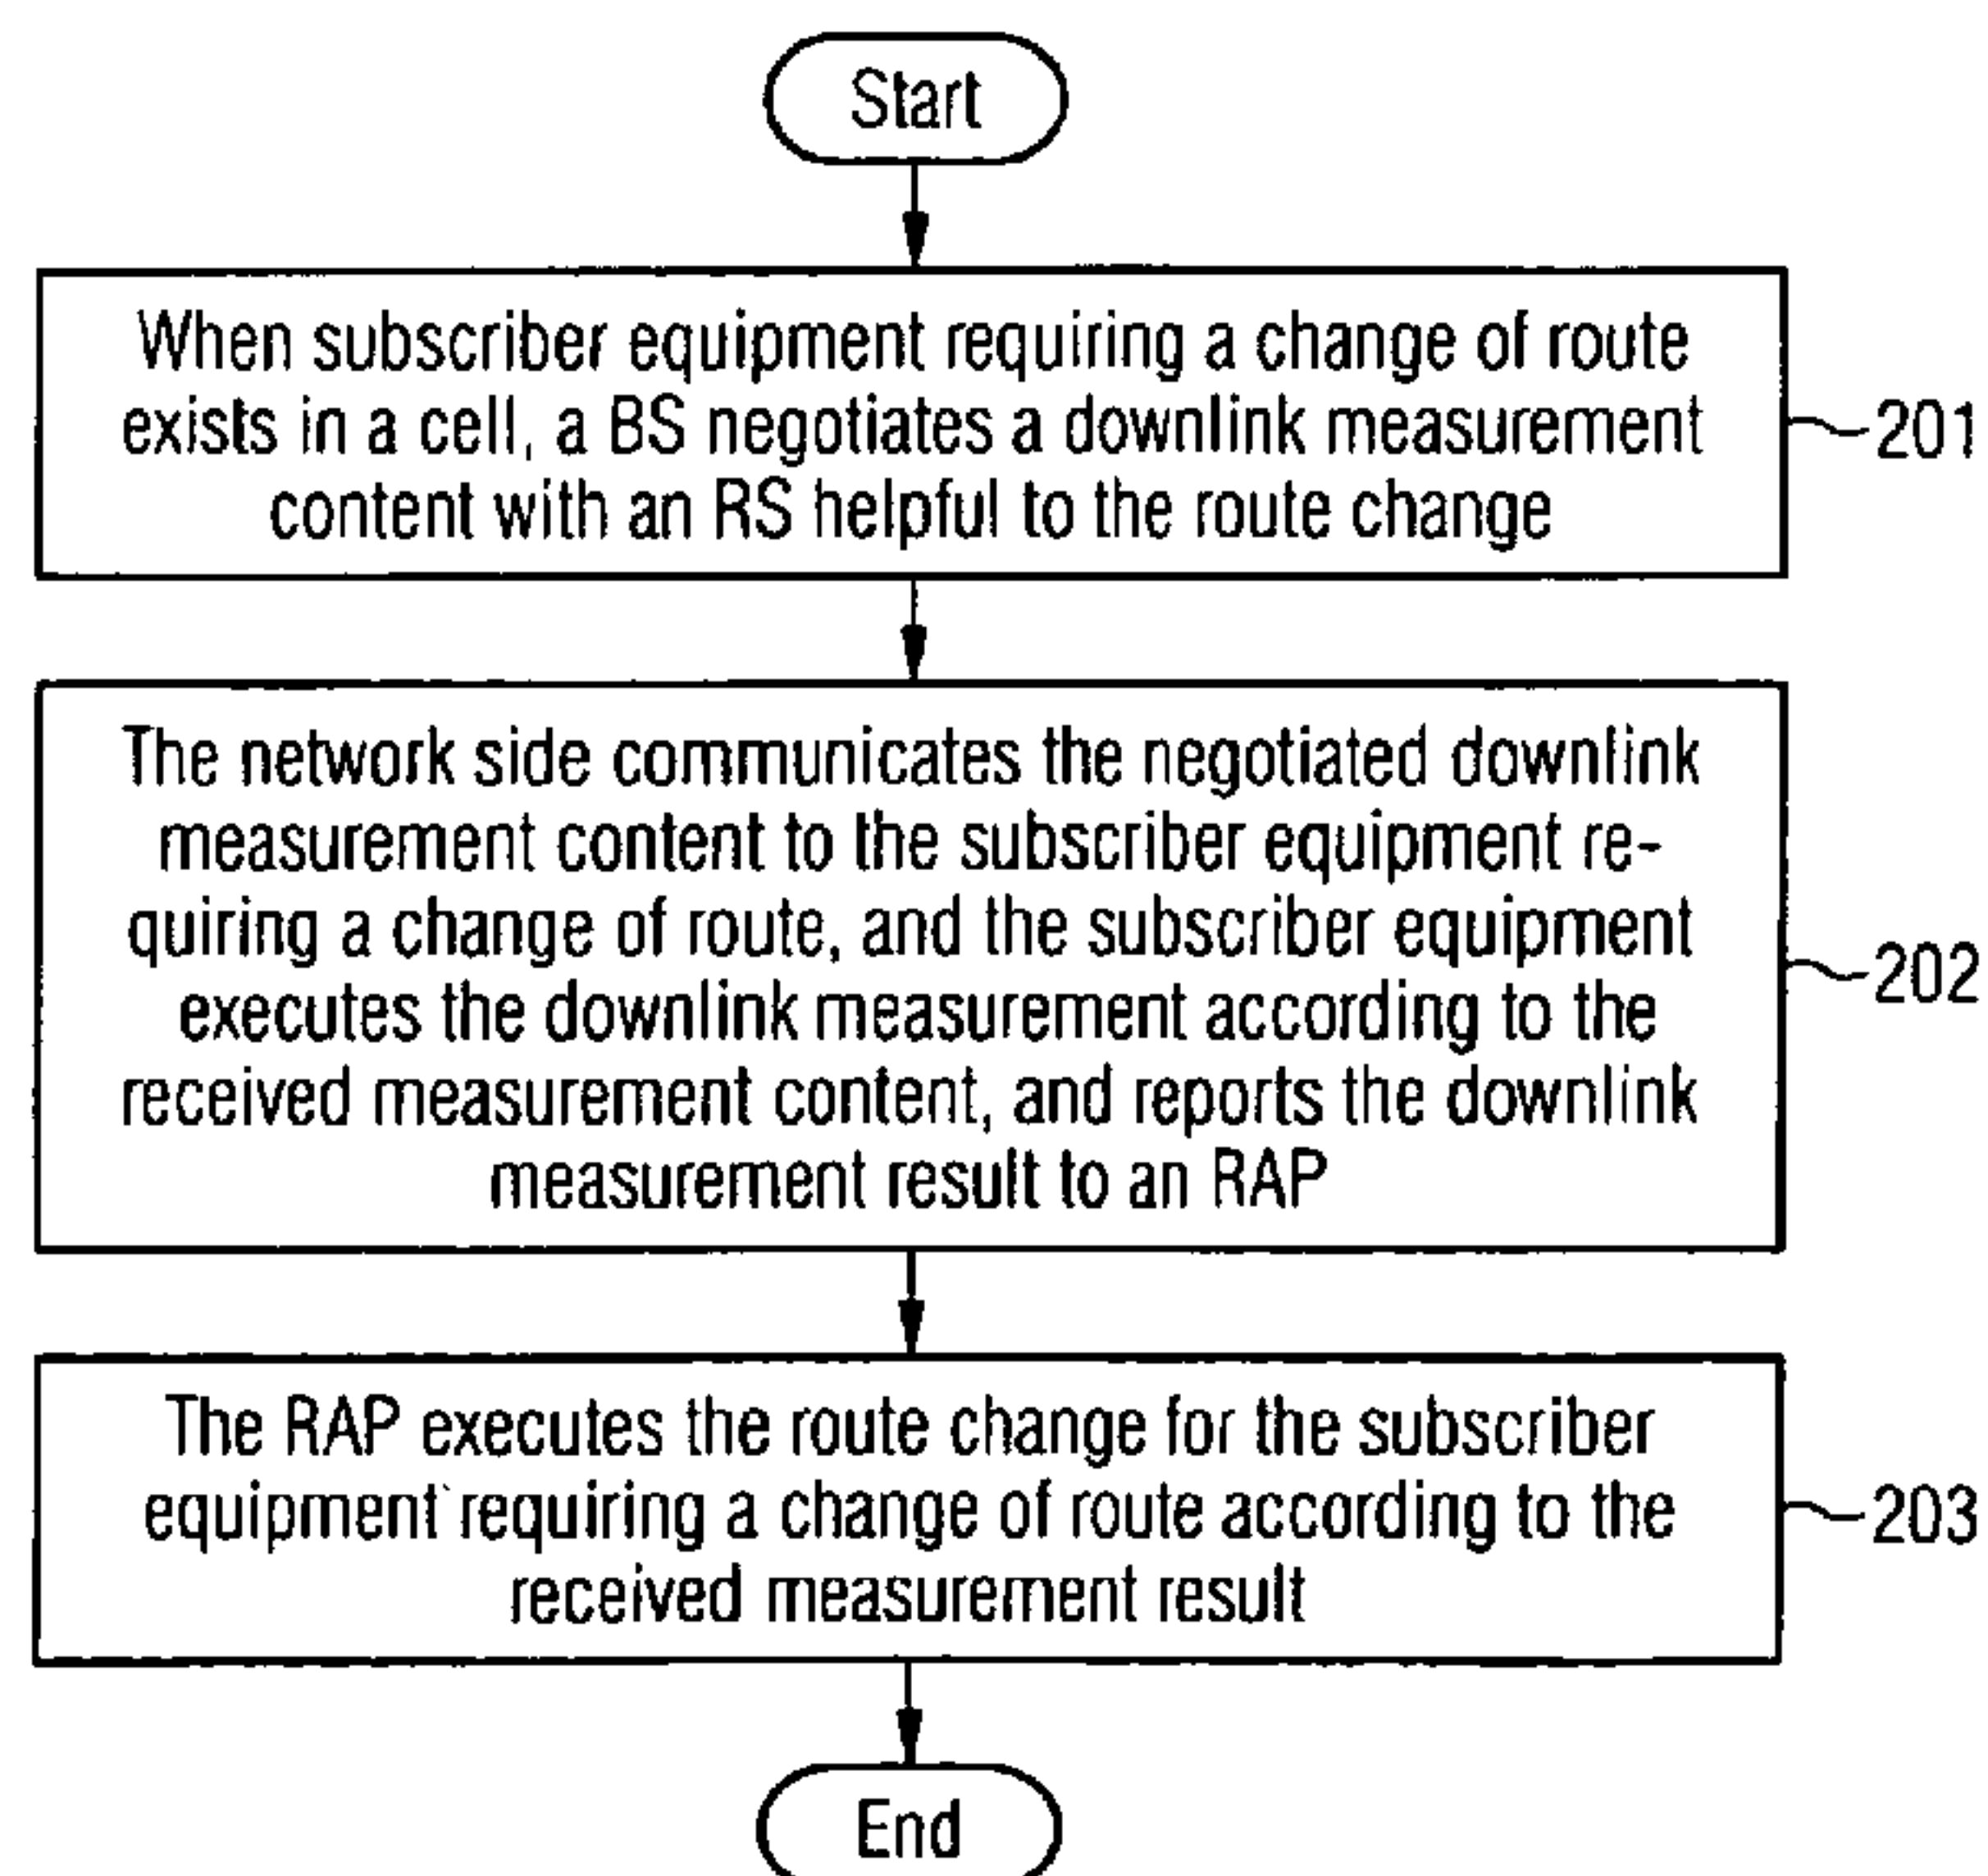 Start
When subscriber equipment requiring a change of route
exists in a cell, a BS negotiates a downlink measurement
content with an RS helpful to the route change
201
The network side communicates the negotiated downlink
measurement content to the subscriber equipment re-
quiring a change of route, and the subscriber equipment
executes the downlink measurement according to the
received measurement content, and reports the downlink
measurement result to an RAP
202
The RAP executes the route change for the subscriber
equipment requiring a change of route according to the
received measurement result
203
End